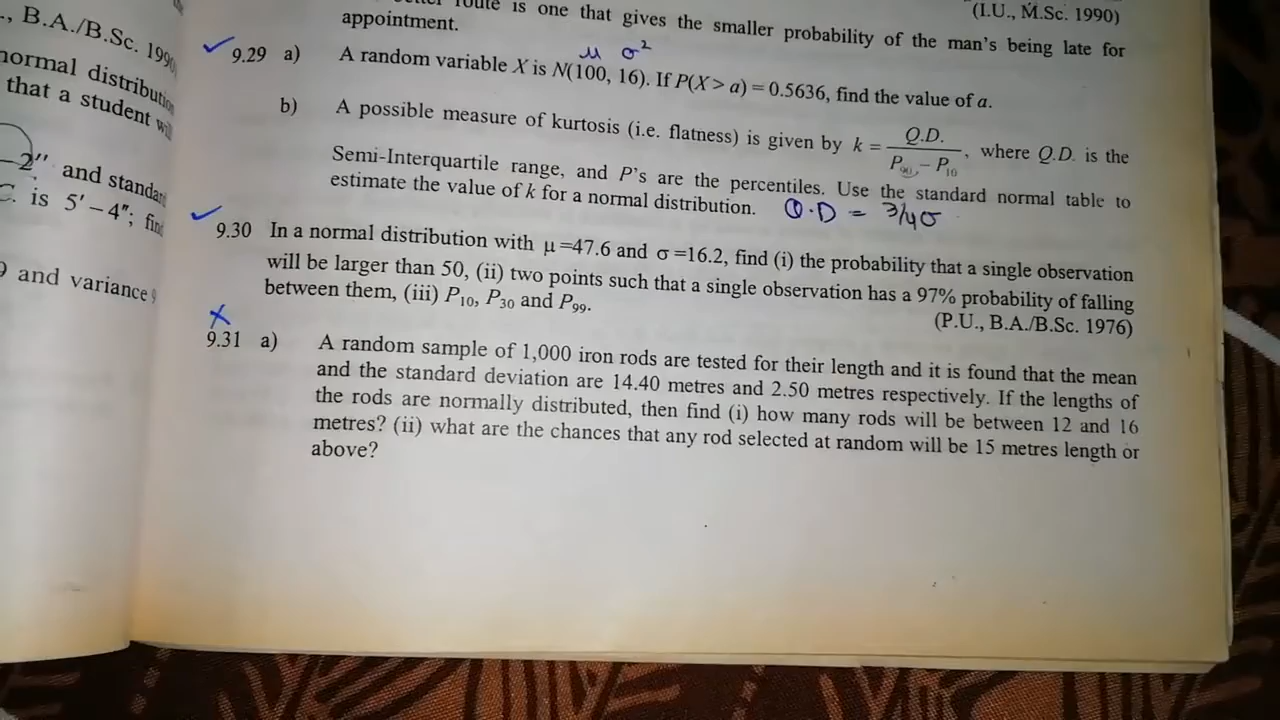 ., B.A./B.Sc. 199
normal distributio
that a student wi
2" and standar
C. is 5'–4"; find
and variance 9
route is one that gives the smaller probability of the man's being late for
appointment.
(I.U., M.Sc. 1990)
μ σ²
9.29 a) A random variable X is N(100, 16). If P(X > a) = 0.5636, find the value of a.
b) A possible measure of kurtosis (i.e. flatness) is given by k = Q.D. / P₉₀ – P₁₀, where Q.D. is the
Semi-Interquartile range, and P's are the percentiles. Use the standard normal table to
estimate the value of k for a normal distribution. Q.D = 3/4σ
9.30 In a normal distribution with μ=47.6 and σ=16.2, find (i) the probability that a single observation
will be larger than 50, (ii) two points such that a single observation has a 97% probability of falling
between them, (iii) P₁₀, P₃₀ and P₉₉.
(P.U., B.A./B.Sc. 1976)
9.31 a) A random sample of 1,000 iron rods are tested for their length and it is found that the mean
and the standard deviation are 14.40 metres and 2.50 metres respectively. If the lengths of
the rods are normally distributed, then find (i) how many rods will be between 12 and 16
metres? (ii) what are the chances that any rod selected at random will be 15 metres length or
above?